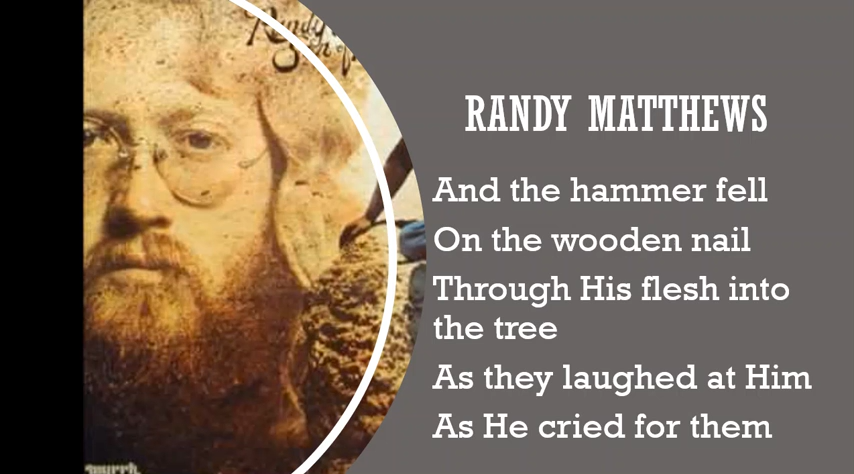 Randy
RANDY MATTHEWS
And the hammer fell
On the wooden nail
Through His flesh into
the tree
As they laughed at Him
As He cried for them